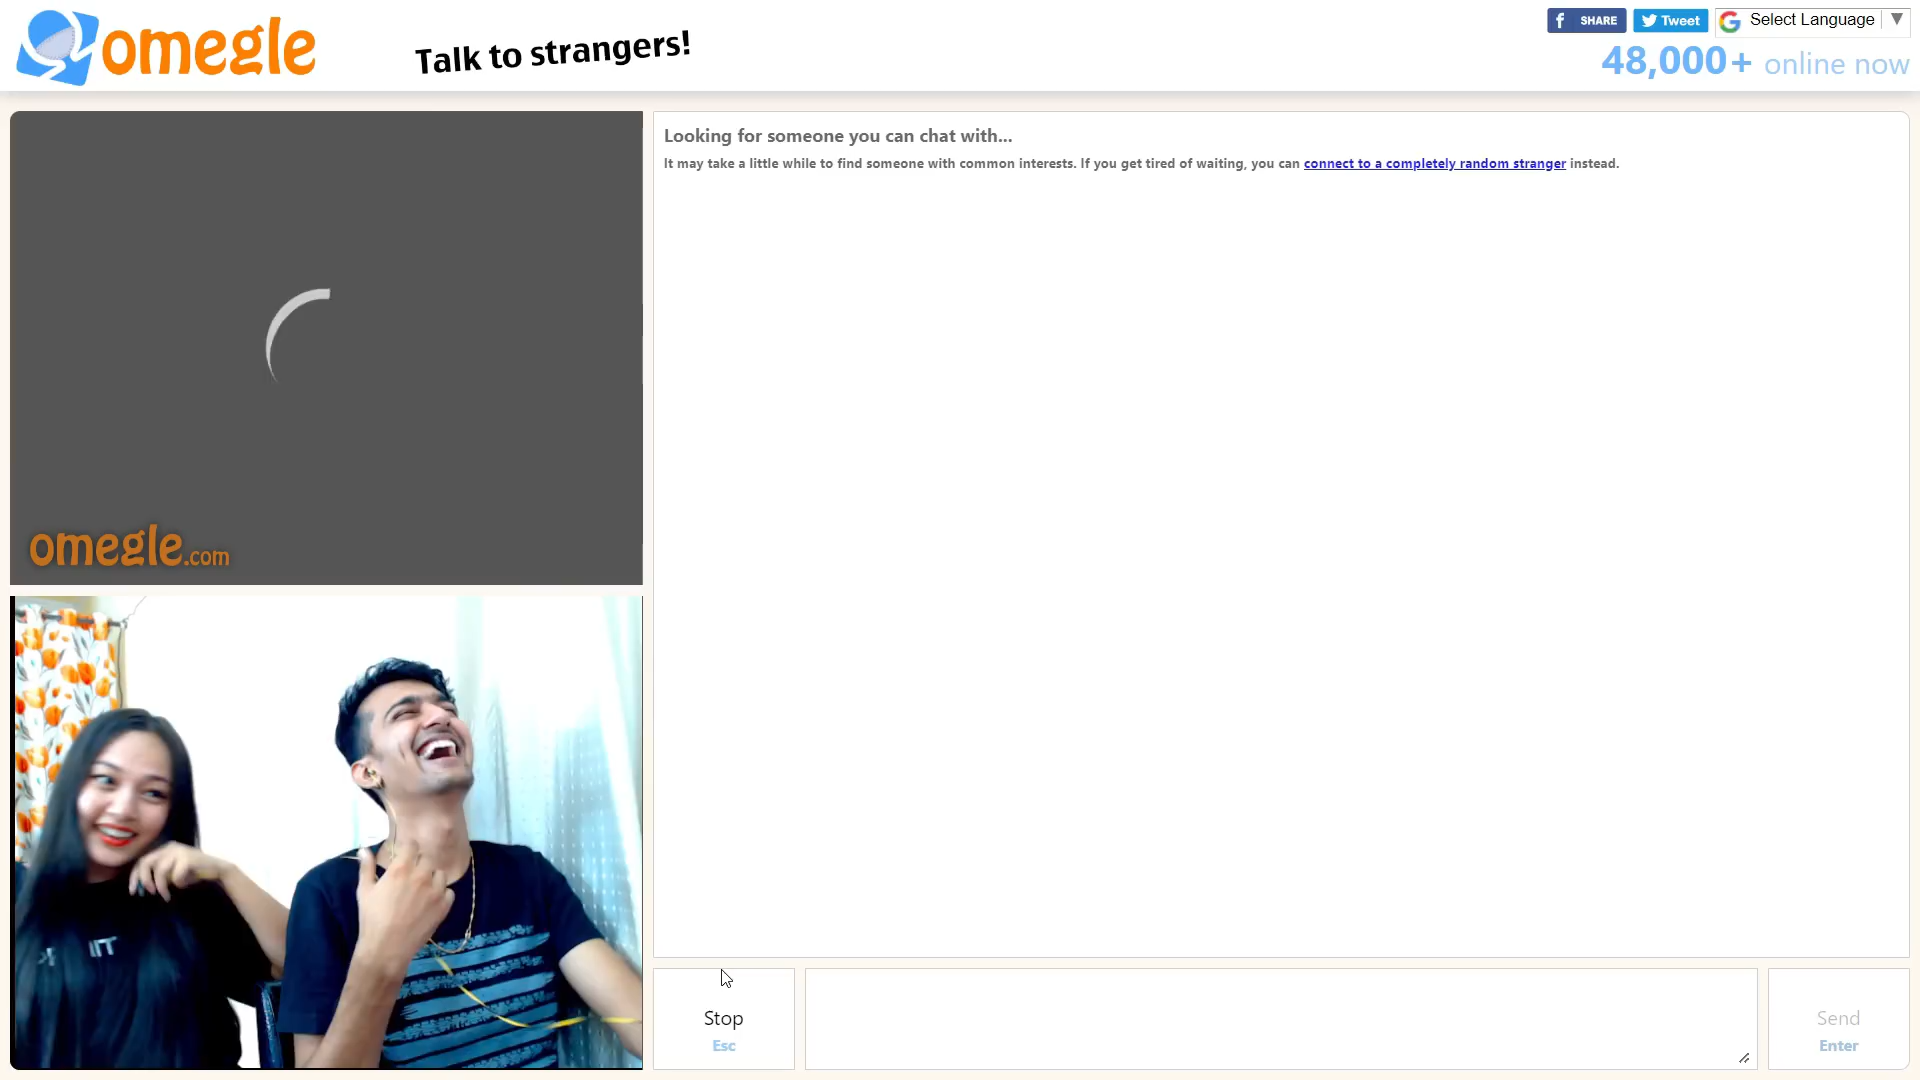 omegle
Talk to strangers!
f SHARE
Tweet
Select Language
48,000+ online now
Looking for someone you can chat with...
It may take a little while to find someone with common interests. If you get tired of waiting, you can connect to a completely random stranger instead.
omegle.com
Stop
Esc
Send
Enter